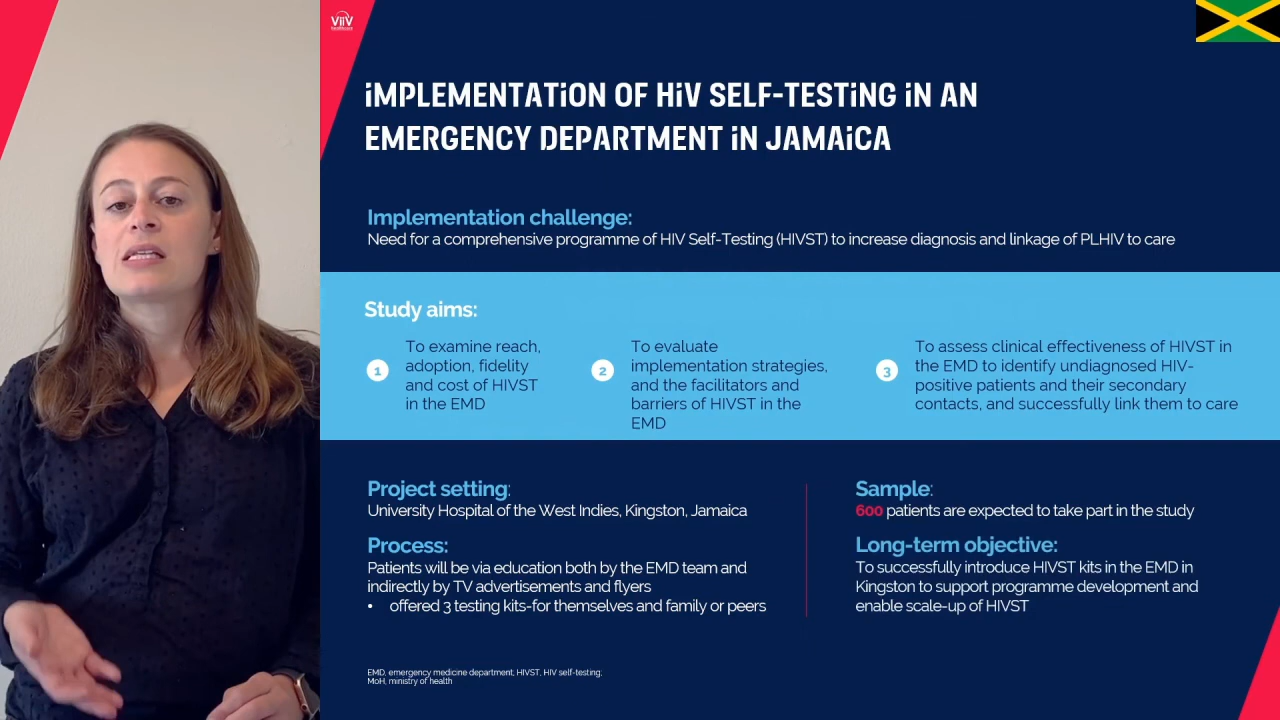 ViiV
Healthcare
iMPLEMENTATiON OF HiV SELF-TESTiNG iN AN
EMERGENCY DEPARTMENT iN JAMAiCA
Implementation challenge:
Need for a comprehensive programme of HIV Self-Testing (HIVST) to increase diagnosis and linkage of PLHIV to care
Study aims:
1
To examine reach,
adoption, fidelity
and cost of HIVST
in the EMD
2
To evaluate
implementation strategies,
and the facilitators and
barriers of HIVST in the
EMD
3
To assess clinical effectiveness of HIVST in
the EMD to identify undiagnosed HIV-
positive patients and their secondary
contacts, and successfully link them to care
Project setting:
University Hospital of the West Indies, Kingston, Jamaica
Process:
Patients will be via education both by the EMD team and
indirectly by TV advertisements and flyers
• offered 3 testing kits-for themselves and family or peers
Sample:
600 patients are expected to take part in the study
Long-term objective:
To successfully introduce HIVST kits in the EMD in
Kingston to support programme development and
enable scale-up of HIVST
EMD, emergency medicine department, HIVST, HIV self-testing;
MoH, ministry of health